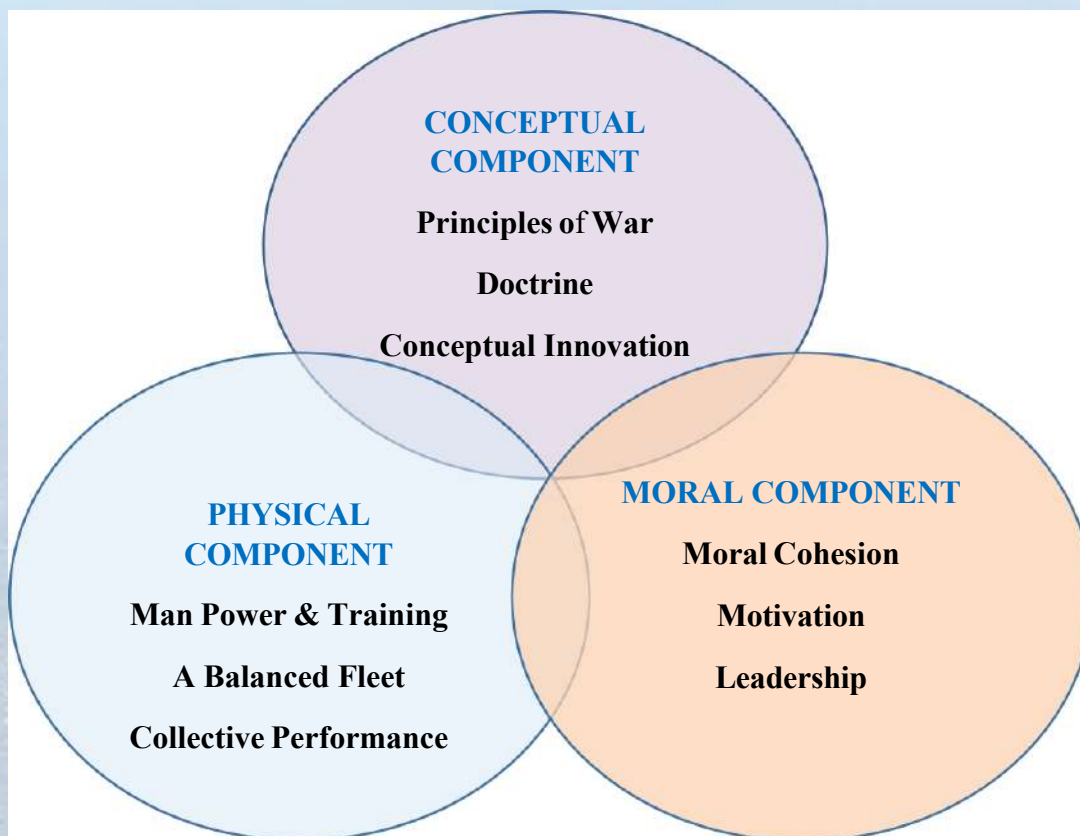 CONCEPTUAL
COMPONENT
Principles of War
Doctrine
Conceptual Innovation
PHYSICAL
COMPONENT
Man Power & Training
A Balanced Fleet
Collective Performance
MORAL COMPONENT
Moral Cohesion
Motivation
Leadership